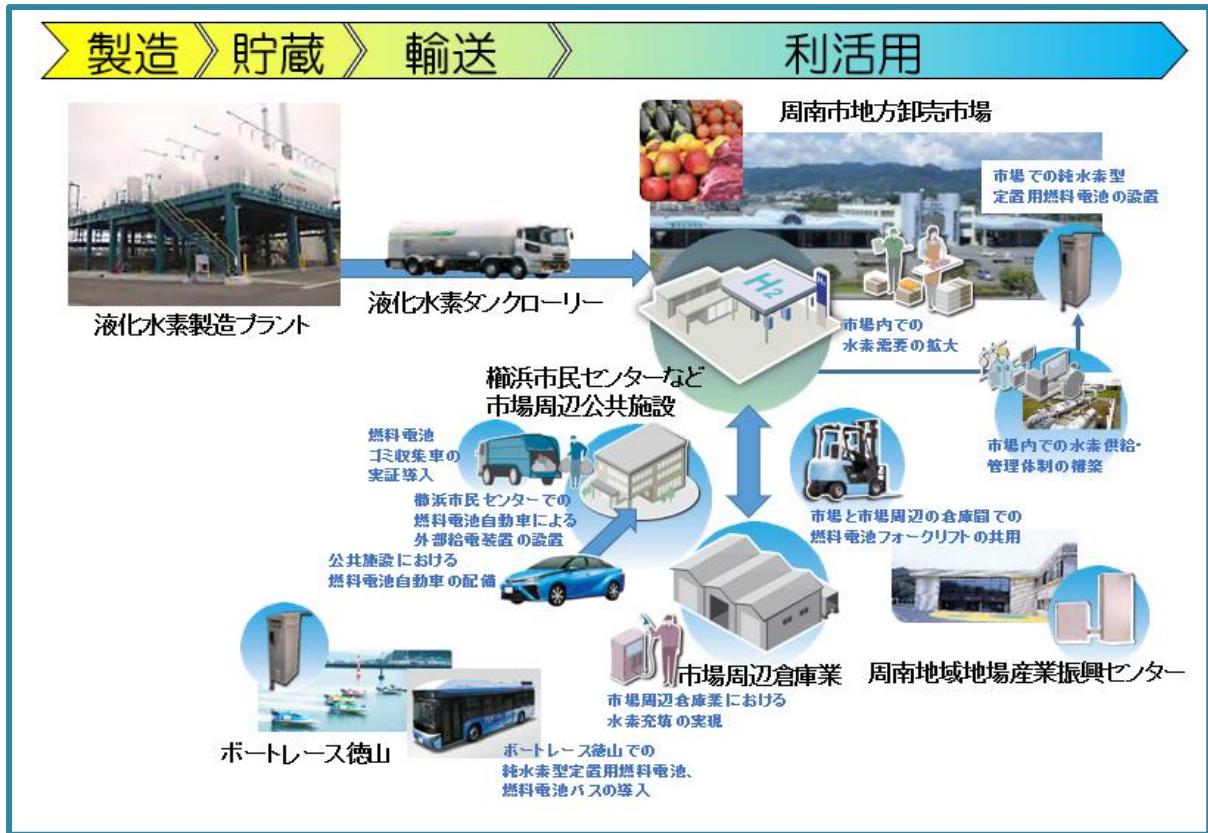 製造
貯蔵
輸送
利活用
周南市地方卸売市場
市場での純水素型
定置用燃料電池の設置
液化水素製造プラント
液化水素タンクローリー
H2
市場内での
水素需要の拡大
櫛浜市民センターなど
市場周辺公共施設
燃料電池
ゴミ収集車の
実証導入
市場内での水素供給・
管理体制の構築
櫛浜市民センターでの
燃料電池自動車による
外部給電装置の設置
市場と市場周辺の倉庫間での
燃料電池フォークリフトの共用
公共施設における
燃料電池自動車の配備
市場周辺倉庫業
周南地域地場産業振興センター
市場周辺倉庫業における
水素充填の実現
ボートレース徳山
ボートレース徳山での
純水素型定置用燃料電池、
燃料電池バスの導入